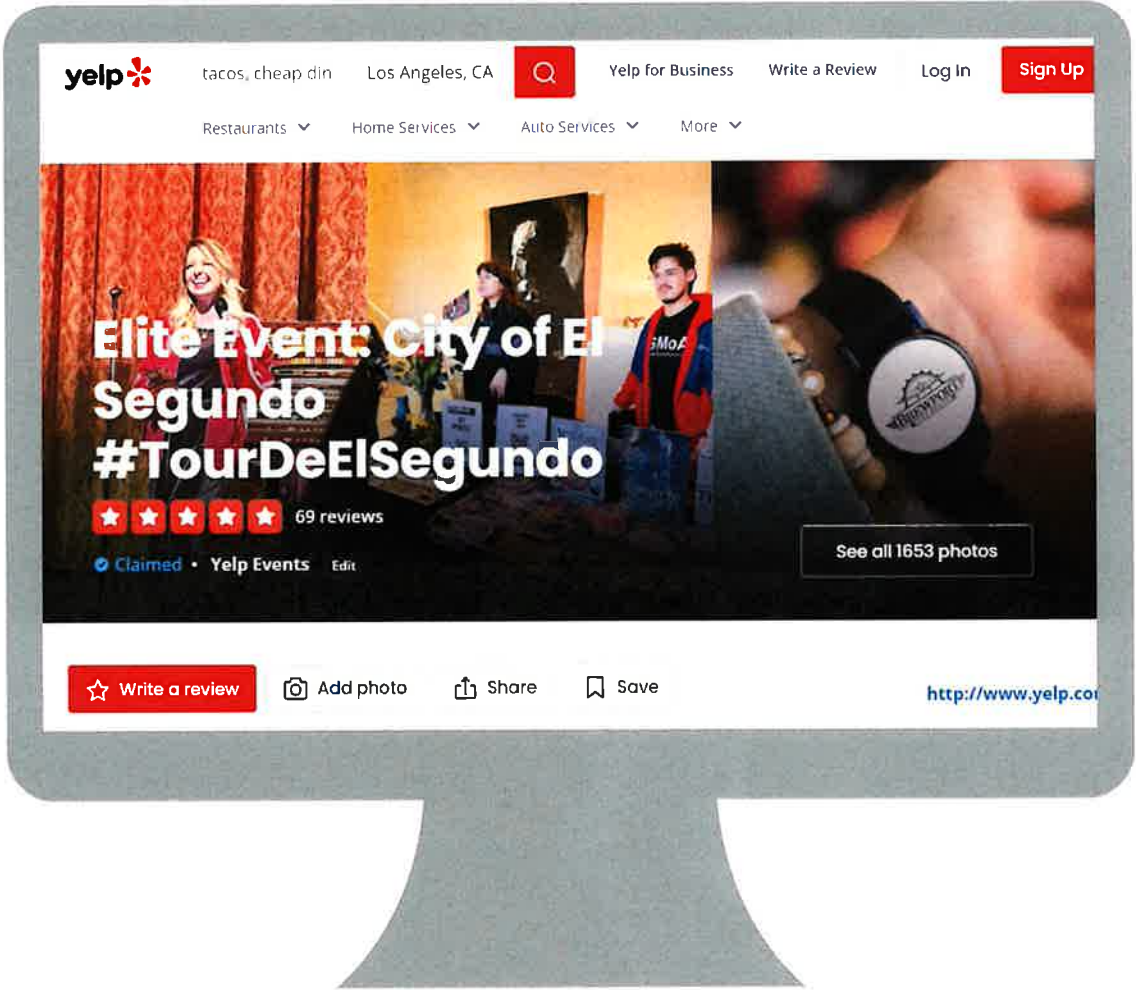 yelp
tacos, cheap din
Los Angeles, CA
Yelp for Business
Write a Review
Log In
Sign Up
Restaurants
Home Services
Auto Services
More
Elite Event: City of El
Segundo
#TourDeElSegundo
69 reviews
Claimed • Yelp Events Edit
See all 1653 photos
SMoA
BREWPORT
Write a review
Add photo
Share
Save
http://www.yelp.co